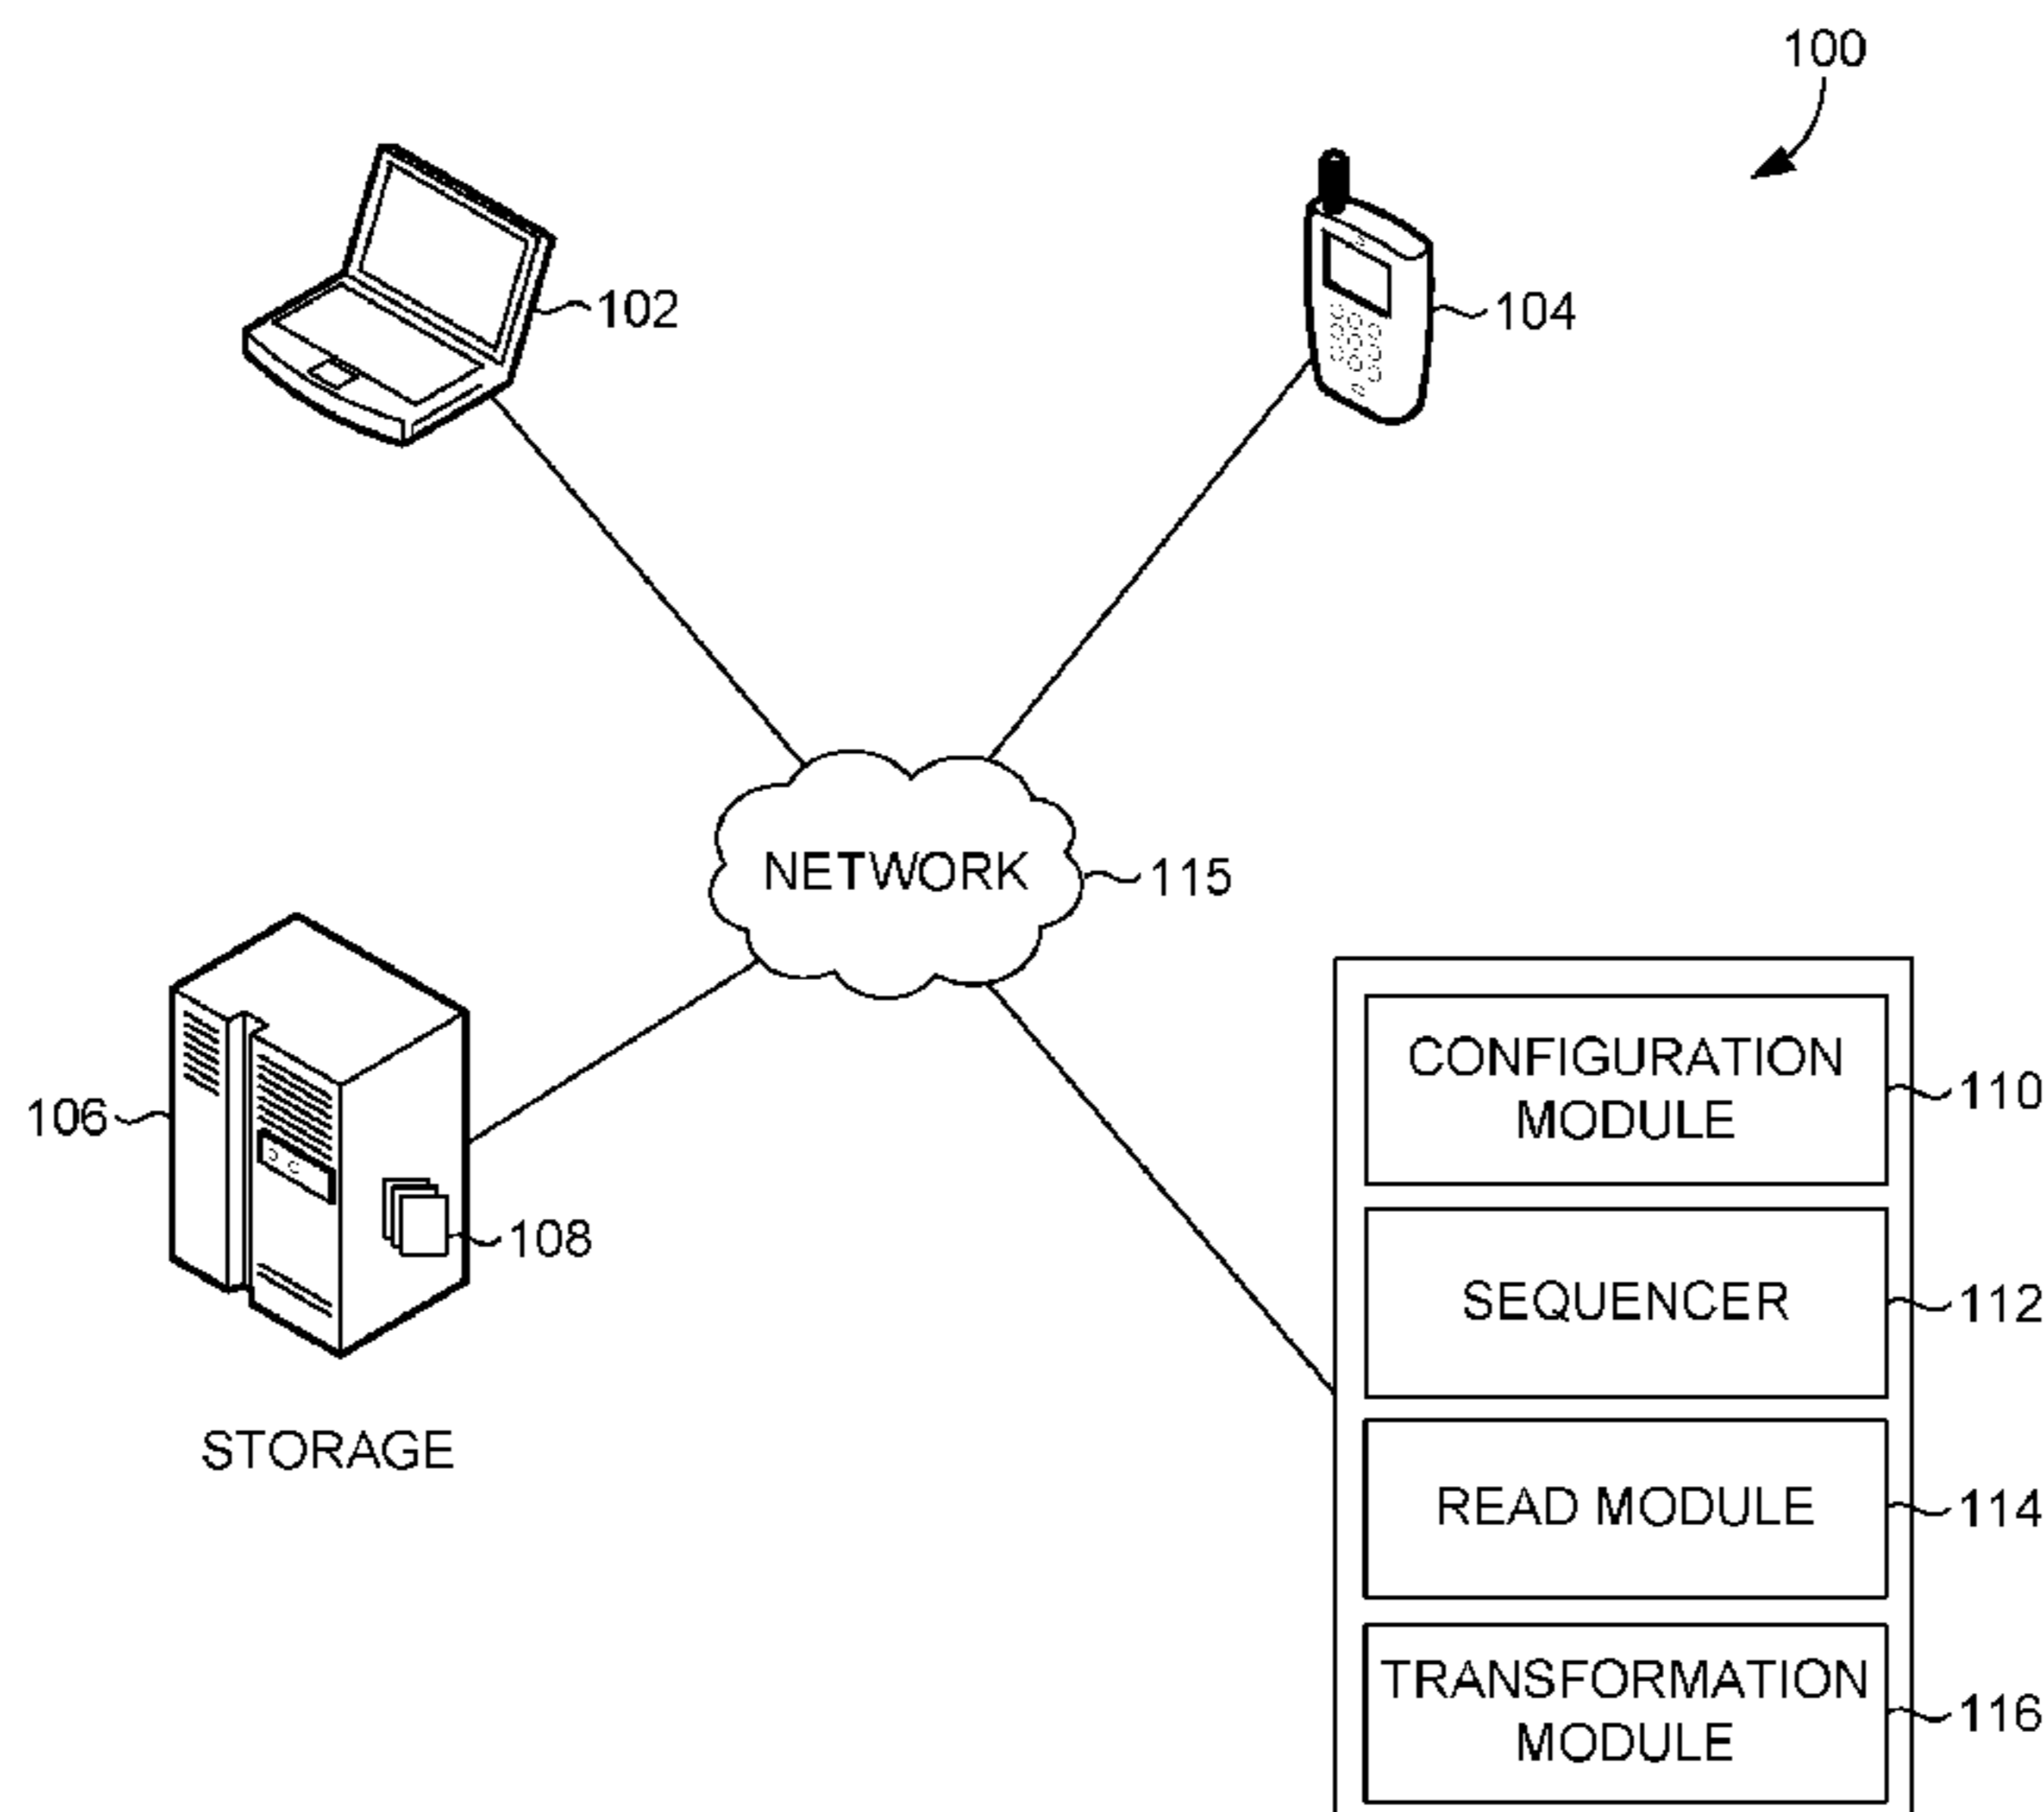 100
102
104
NETWORK
115
CONFIGURATION
MODULE
110
106
108
SEQUENCER
112
STORAGE
READ MODULE
114
TRANSFORMATION
MODULE
116